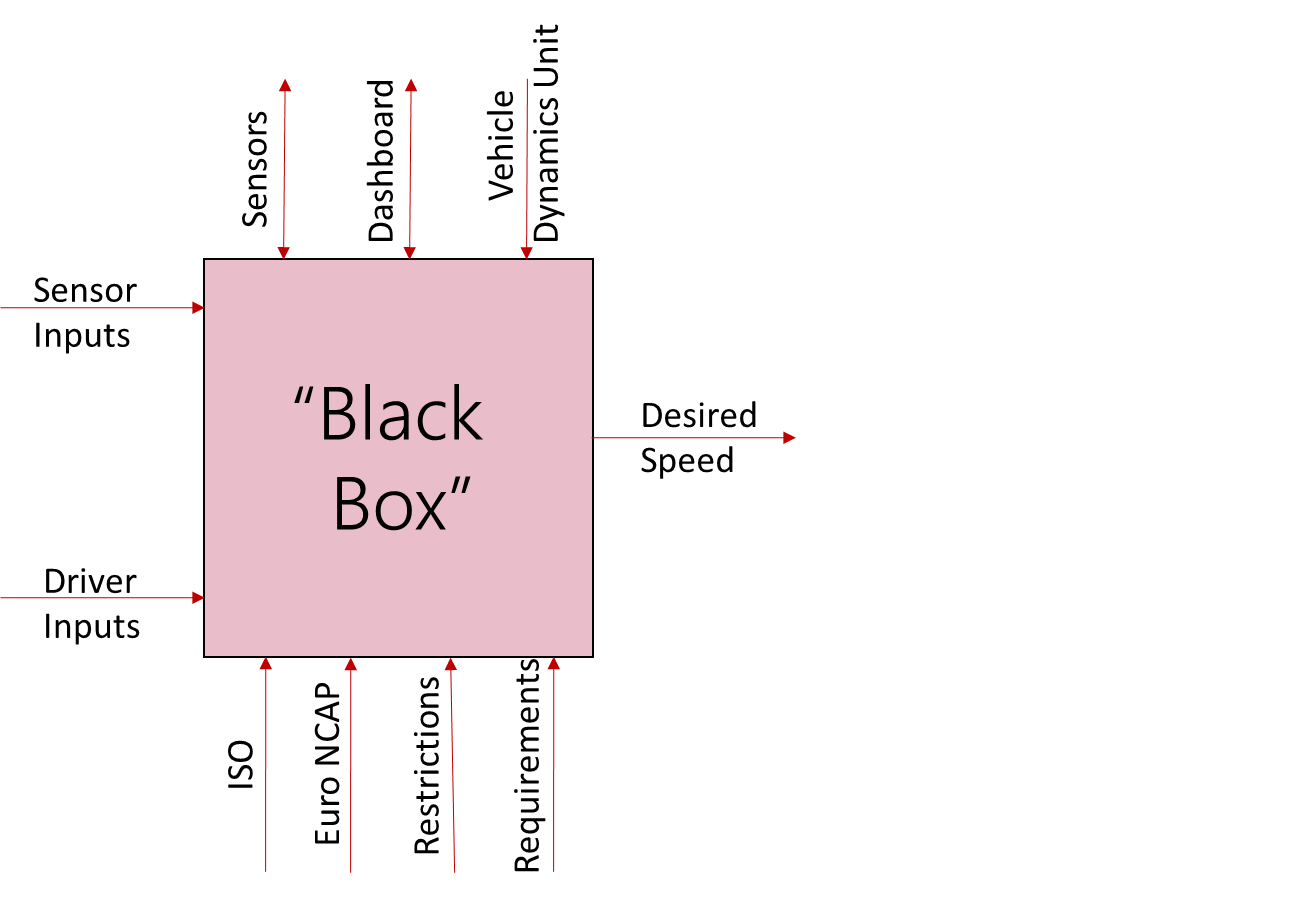 Sensors
Dashboard
Vehicle
Dynamics Unit
Sensor
Inputs
“Black
Box”
Desired
Speed
Driver
Inputs
ISO
Euro NCAP
Restrictions
Requirements